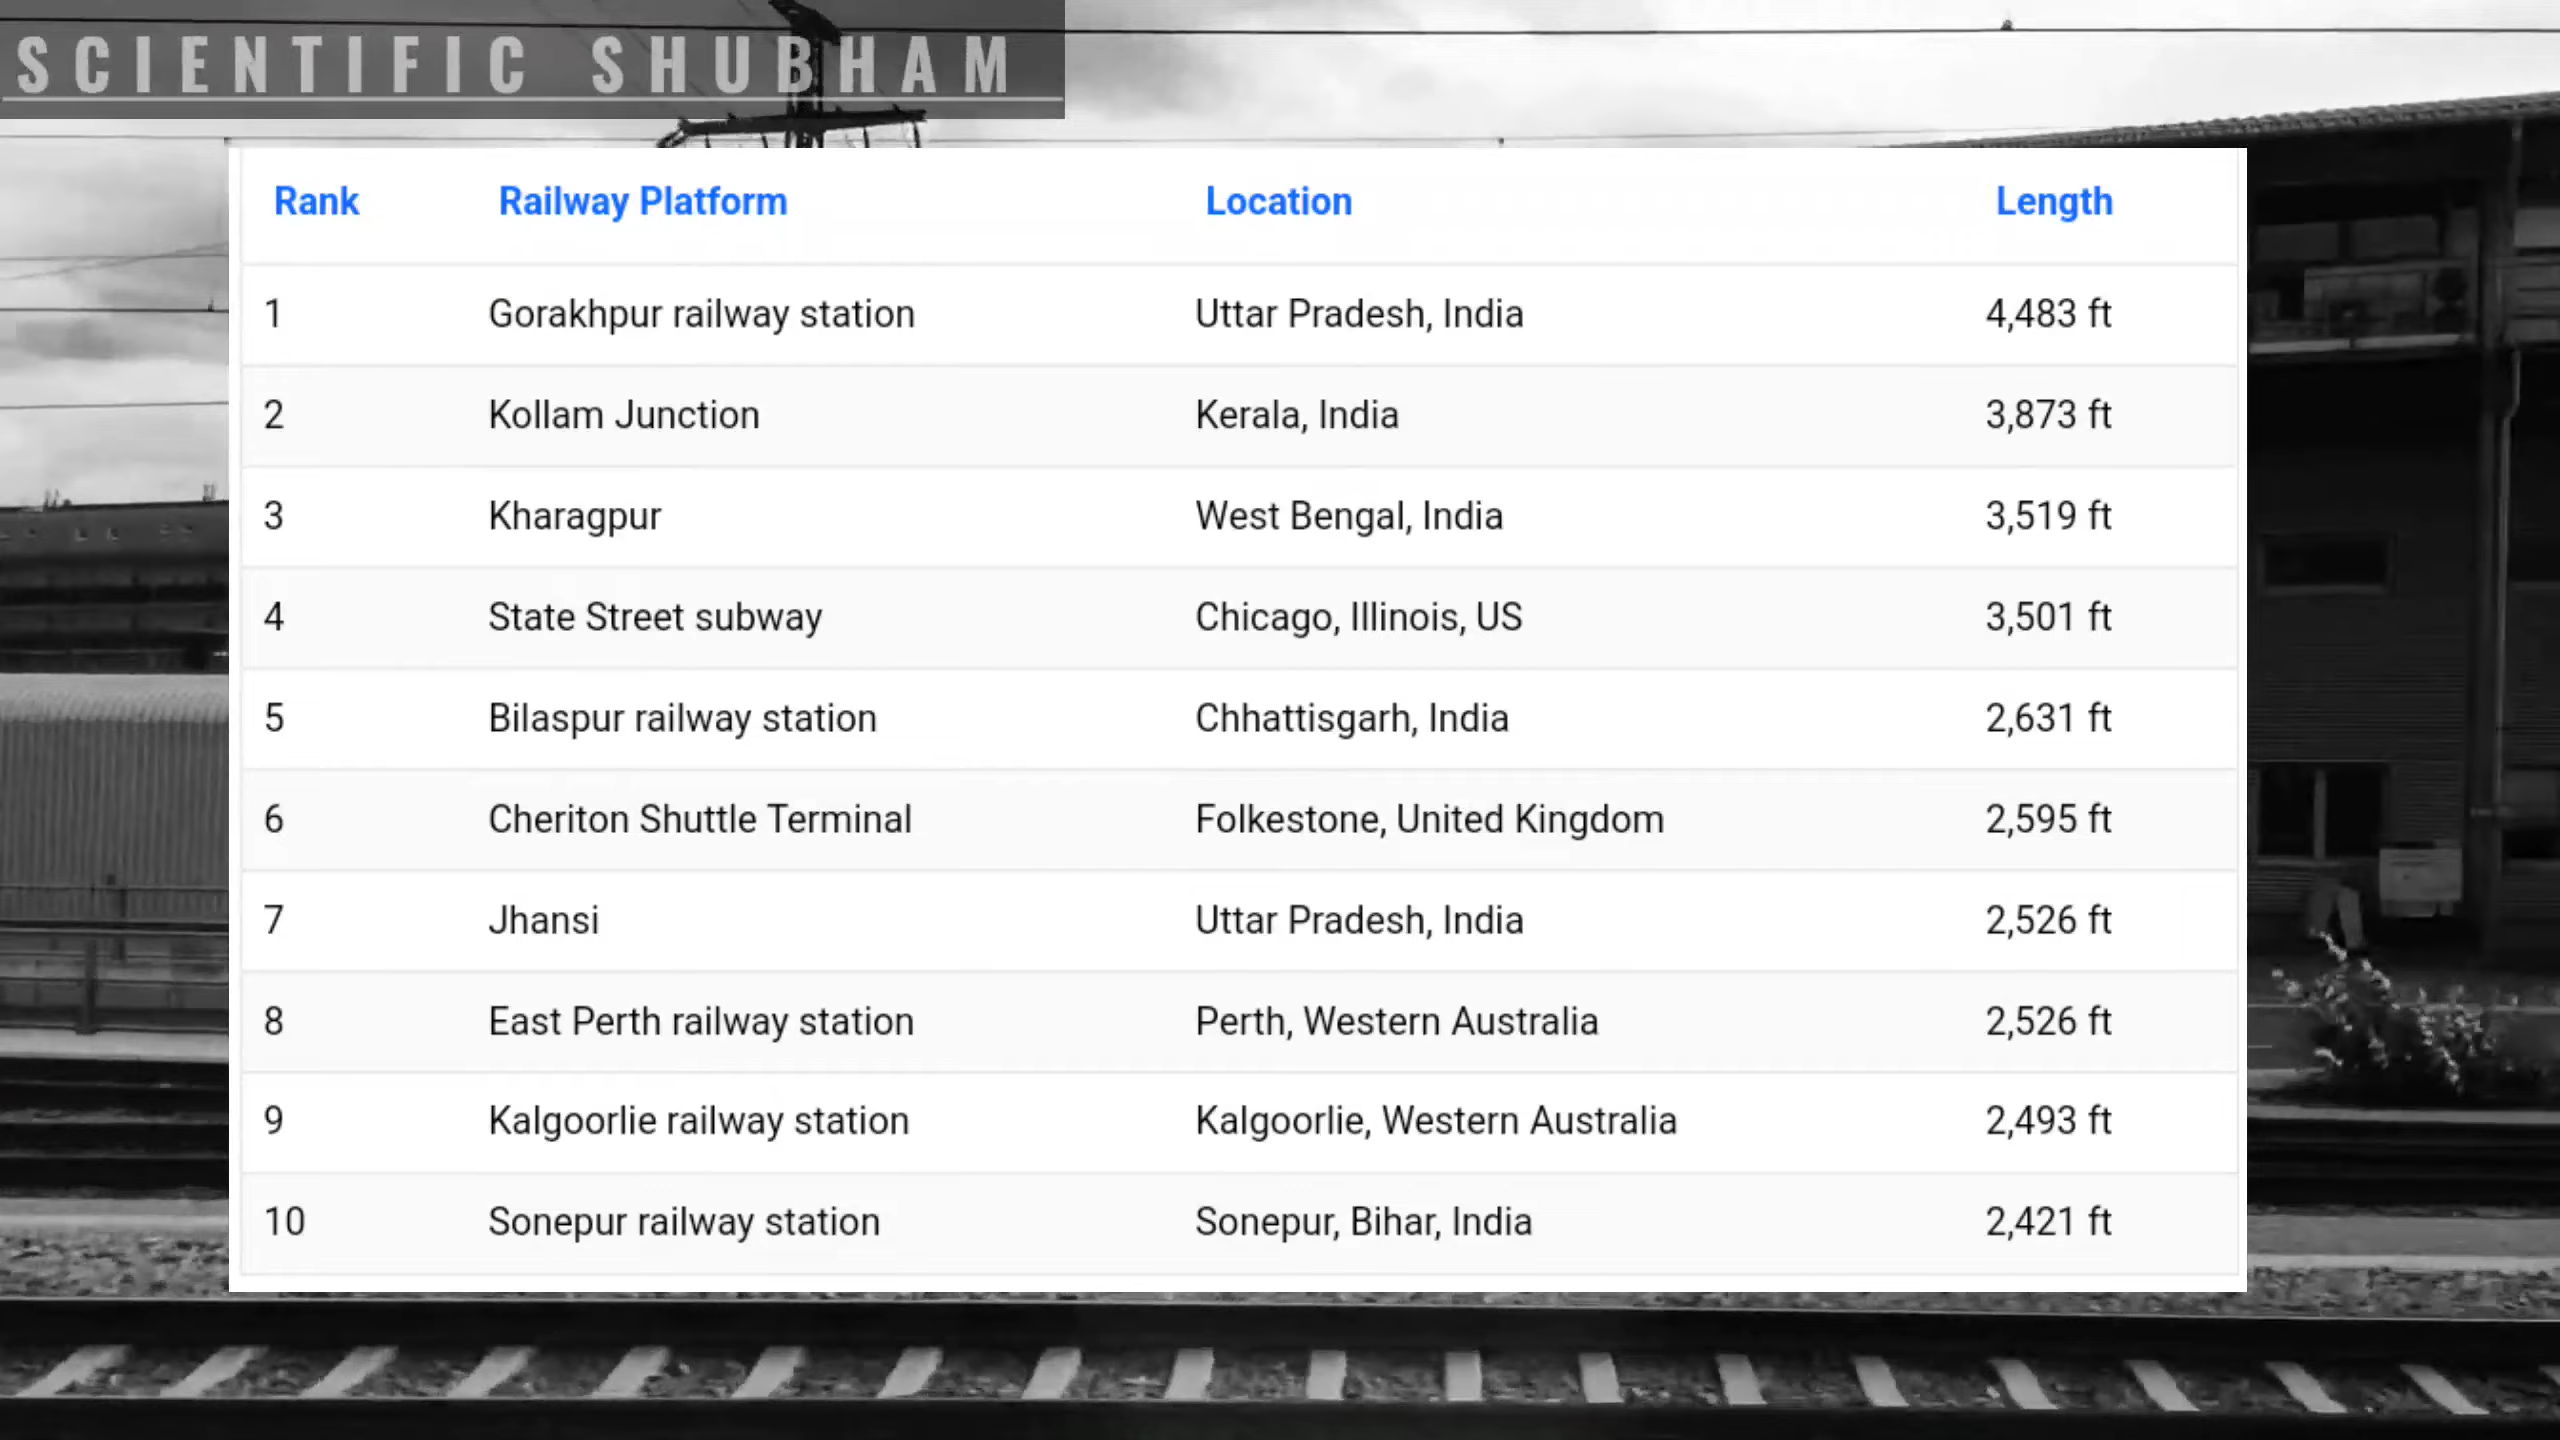 SCIENTIFIC SHUBHAM
Rank Railway Platform Location Length
1 Gorakhpur railway station Uttar Pradesh, India 4,483 ft
2 Kollam Junction Kerala, India 3,873 ft
3 Kharagpur West Bengal, India 3,519 ft
4 State Street subway Chicago, Illinois, US 3,501 ft
5 Bilaspur railway station Chhattisgarh, India 2,631 ft
6 Cheriton Shuttle Terminal Folkestone, United Kingdom 2,595 ft
7 Jhansi Uttar Pradesh, India 2,526 ft
8 East Perth railway station Perth, Western Australia 2,526 ft
9 Kalgoorlie railway station Kalgoorlie, Western Australia 2,493 ft
10 Sonepur railway station Sonepur, Bihar, India 2,421 ft